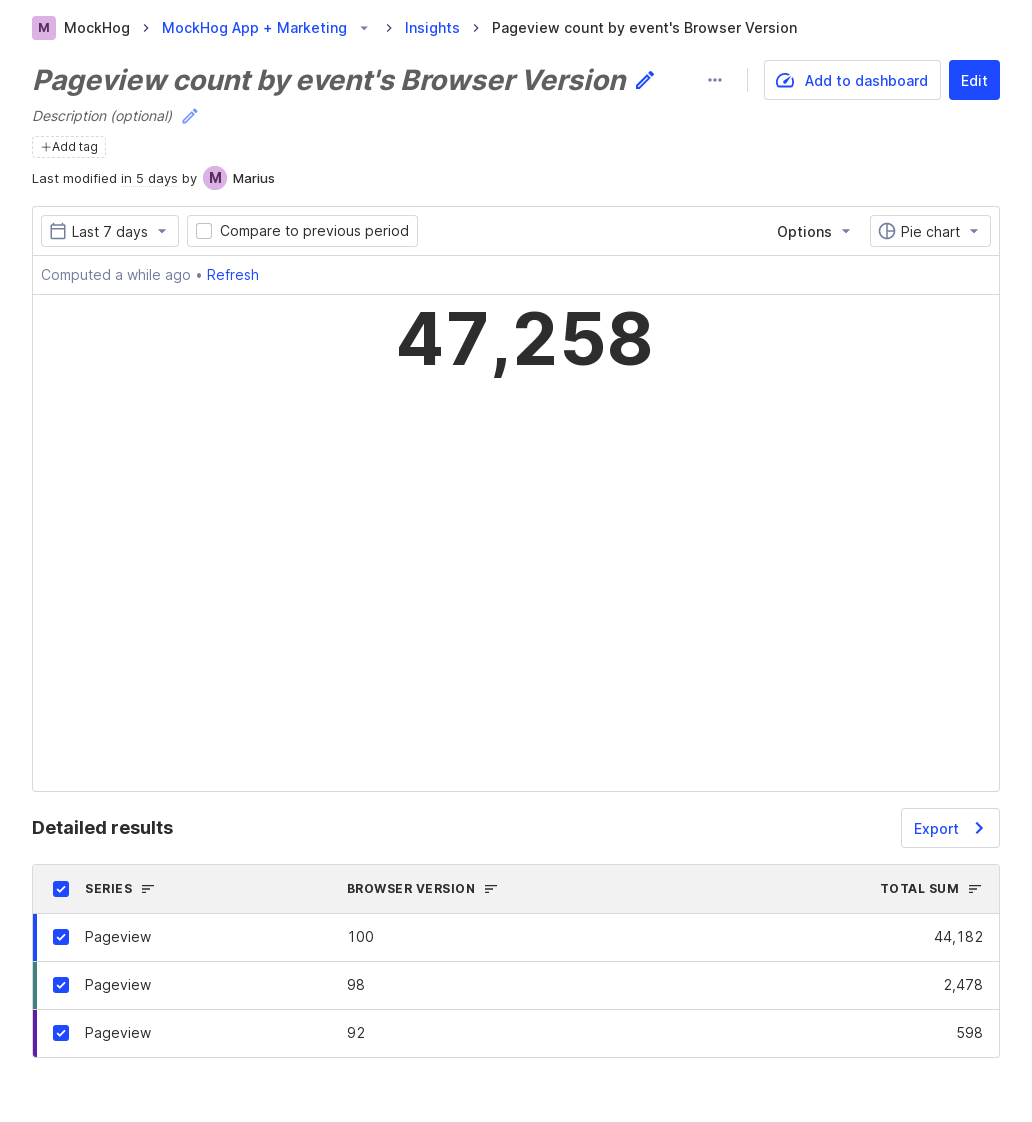 M MockHog MockHog App + Marketing Insights Pageview count by event's Browser Version
Pageview count by event's Browser Version
Add to dashboard
Edit
Description (optional)
+Add tag
Last modified in 5 days by M Marius
Last 7 days Compare to previous period Options Pie chart
Computed a while ago • Refresh
47,258
Detailed results
Export
SERIES BROWSER VERSION TOTAL SUM
Pageview 100 44,182
Pageview 98 2,478
Pageview 92 598